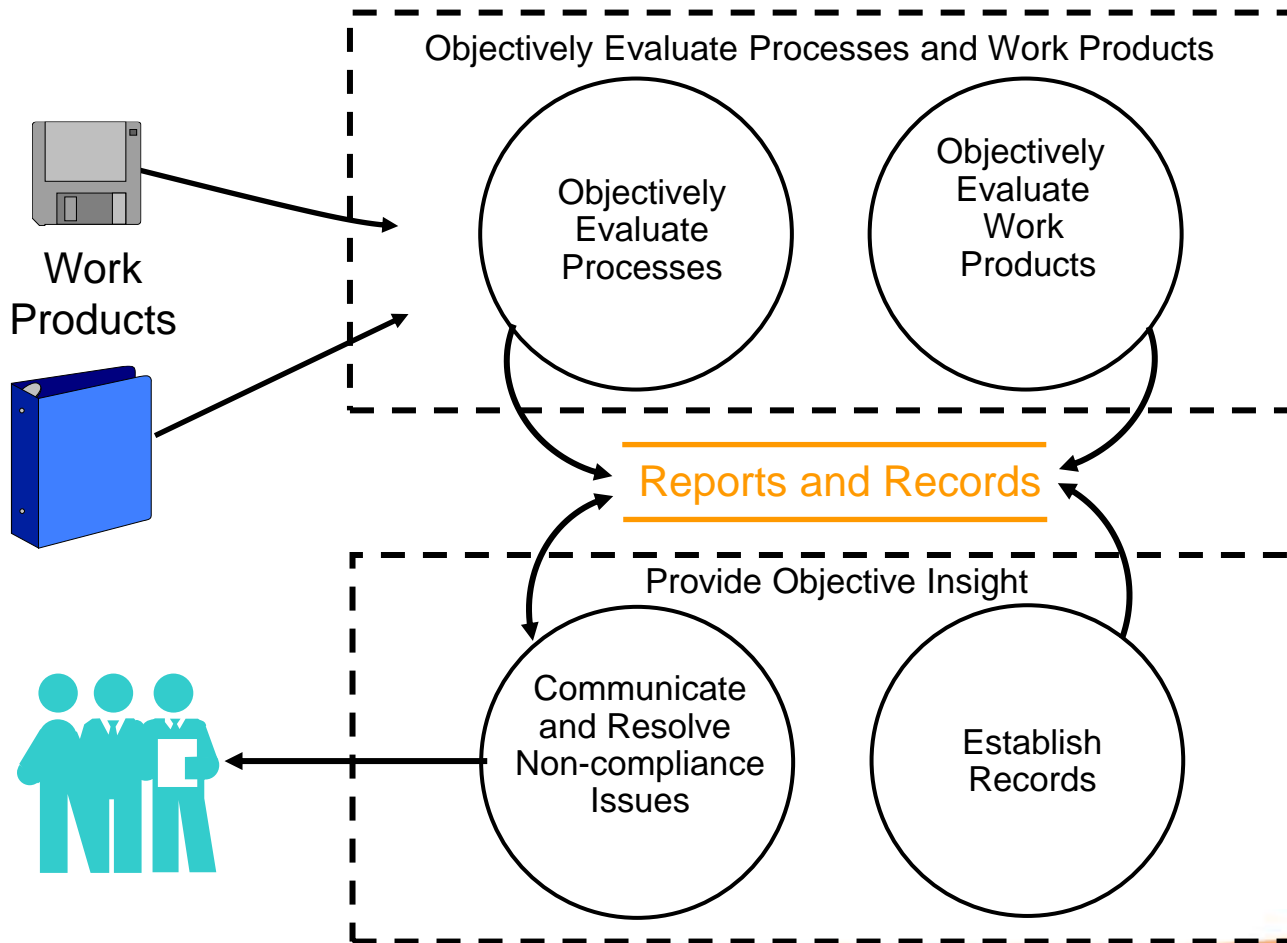 Objectively Evaluate Processes and Work Products
Objectively
Evaluate
Processes
Objectively
Evaluate
Work
Products
Work
Products
Reports and Records
Provide Objective Insight
Communicate
and Resolve
Non-compliance
Issues
Establish
Records